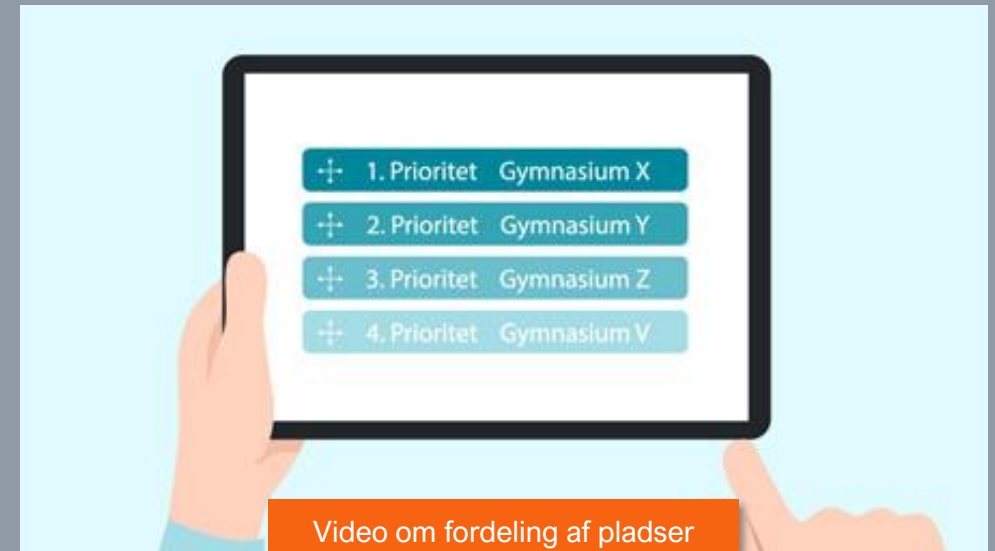 1. Prioritet Gymnasium X
2. Prioritet Gymnasium Y
3. Prioritet Gymnasium Z
4. Prioritet Gymnasium V
Video om fordeling af pladser